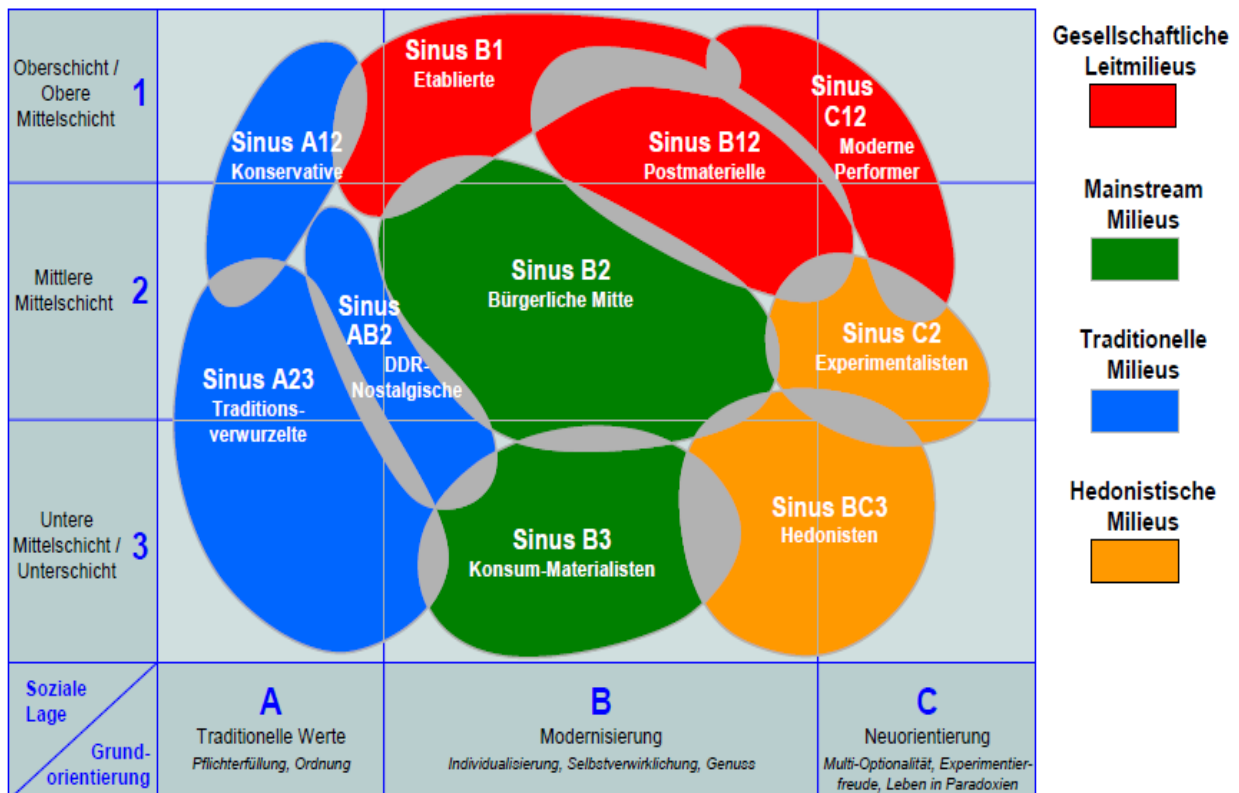 Oberschicht /
Obere
Mittelschicht
1
Mittlere
Mittelschicht
2
Untere
Mittelschicht /
Unterschicht
3
Sinus B1
Etablierte
Sinus A12
Konservative
Sinus B12
Postmaterielle
Sinus
C12
Moderne
Performer
Sinus B2
Bürgerliche Mitte
Sinus
AB2
DDR-
Nostalgische
Sinus A23
Traditions-
verwurzelte
Sinus C2
Experimentalisten
Sinus B3
Konsum-Materialisten
Sinus BC3
Hedonisten
Soziale
Lage
Grund-
orientierung
A
Traditionelle Werte
Pflichterfüllung, Ordnung
B
Modernisierung
Individualisierung, Selbstverwirklichung, Genuss
C
Neuorientierung
Multi-Optionalität, Experimentier-
freude, Leben in Paradoxien
Gesellschaftliche
Leitmilieus
Mainstream
Milieus
Traditionelle
Milieus
Hedonistische
Milieus